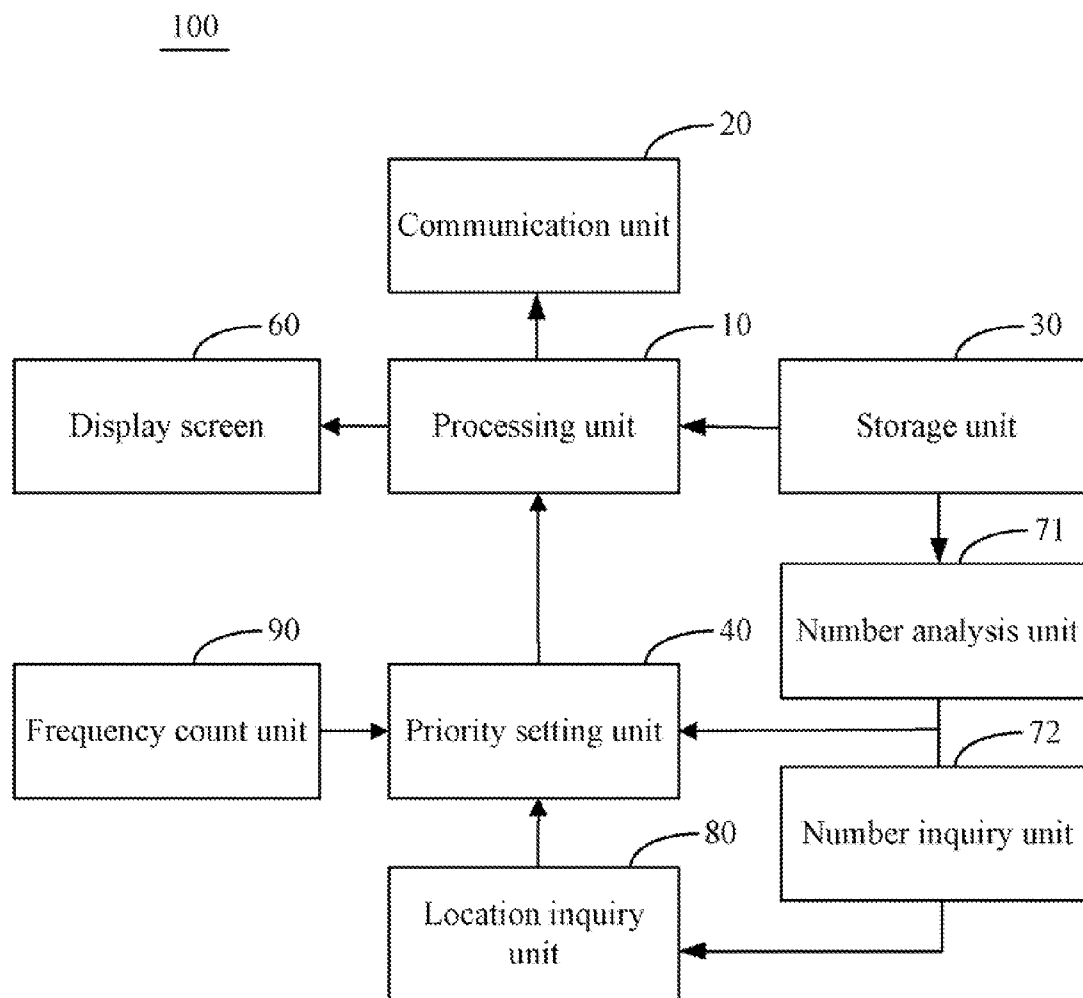 100
20
Communication unit
60
10
30
Display screen
Processing unit
Storage unit
71
Number analysis unit
90
40
Frequency count unit
Priority setting unit
72
Number inquiry unit
80
Location inquiry
unit